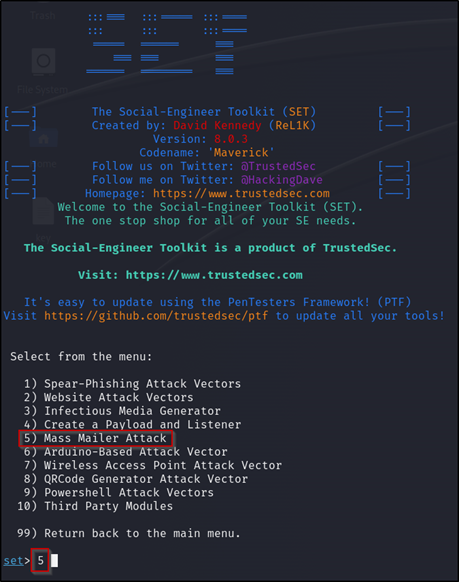 [---]        The Social-Engineer Toolkit (SET)         [---]
[---]        Created by: David Kennedy (ReL1K)         [---]
Version: 8.0.3
Codename: 'Maverick'
[---]        Follow us on Twitter: @TrustedSec         [---]
[---]        Follow me on Twitter: @HackingDave        [---]
[---]       Homepage: https://www.trustedsec.com       [---]
Welcome to the Social-Engineer Toolkit (SET).
The one stop shop for all of your SE needs.
The Social-Engineer Toolkit is a product of TrustedSec.
Visit: https://www.trustedsec.com
It's easy to update using the PenTesters Framework! (PTF)
Visit https://github.com/trustedsec/ptf to update all your tools!
Select from the menu:
1) Spear-Phishing Attack Vectors
2) Website Attack Vectors
3) Infectious Media Generator
4) Create a Payload and Listener
5) Mass Mailer Attack
6) Arduino-Based Attack Vector
7) Wireless Access Point Attack Vector
8) QRCode Generator Attack Vector
9) Powershell Attack Vectors
10) Third Party Modules
99) Return back to the main menu.
set> 5